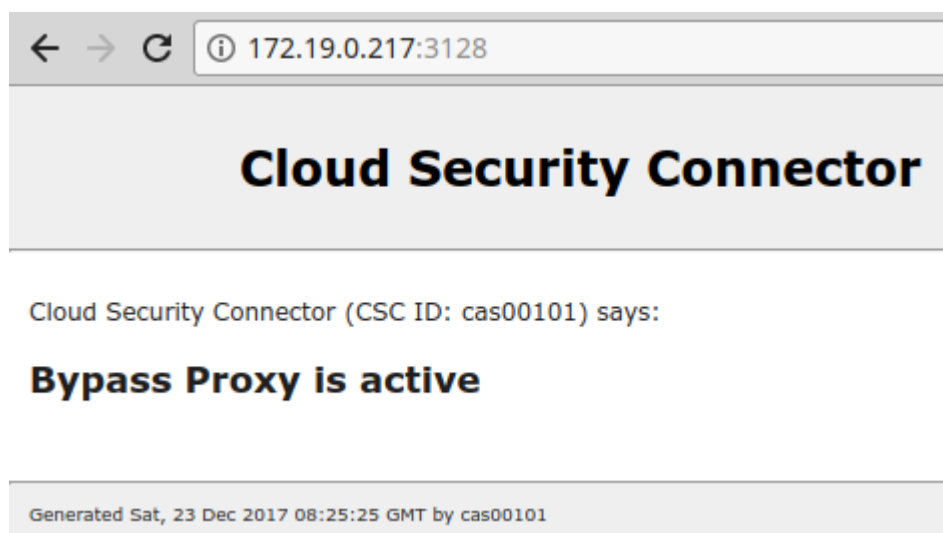 172.19.0.217:3128
Cloud Security Connector
Cloud Security Connector (CSC ID: cas00101) says:
Bypass Proxy is active
Generated Sat, 23 Dec 2017 08:25:25 GMT by cas00101